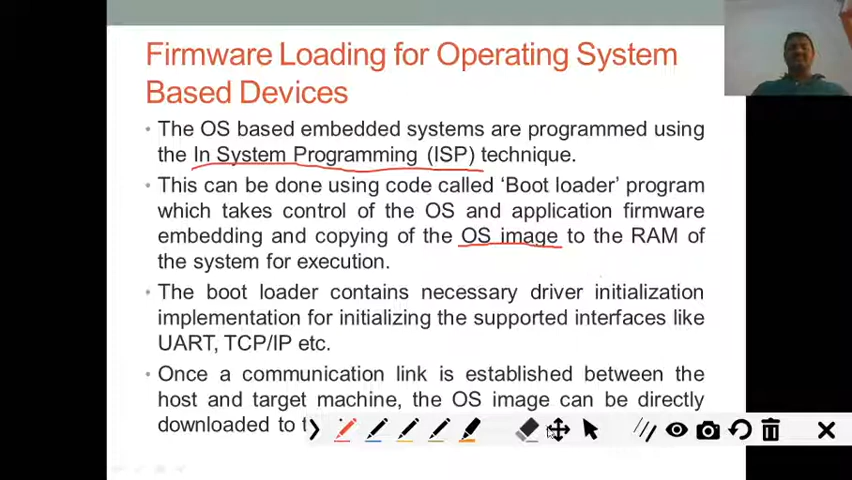 Firmware Loading for Operating System
Based Devices
• The OS based embedded systems are programmed using
the In System Programming (ISP) technique.
• This can be done using code called ‘Boot loader’ program
which takes control of the OS and application firmware
embedding and copying of the OS image to the RAM of
the system for execution.
• The boot loader contains necessary driver initialization
implementation for initializing the supported interfaces like
UART, TCP/IP etc.
• Once a communication link is established between the
host and target machine, the OS image can be directly
downloaded to